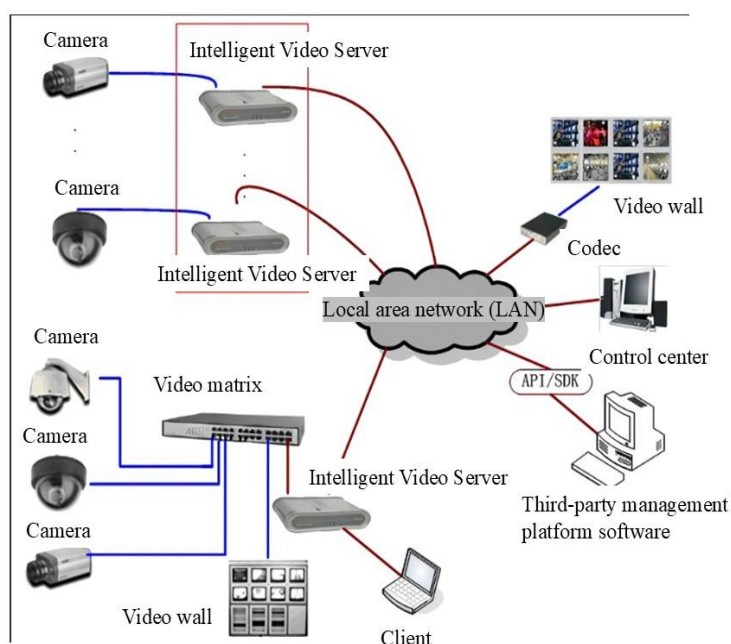 Camera
Intelligent Video Server
Camera
Intelligent Video Server
Video wall
Codec
Local area network (LAN)
Control center
API/SDK
Third-party management
platform software
Camera
Video matrix
Camera
Intelligent Video Server
Camera
Video wall
Client